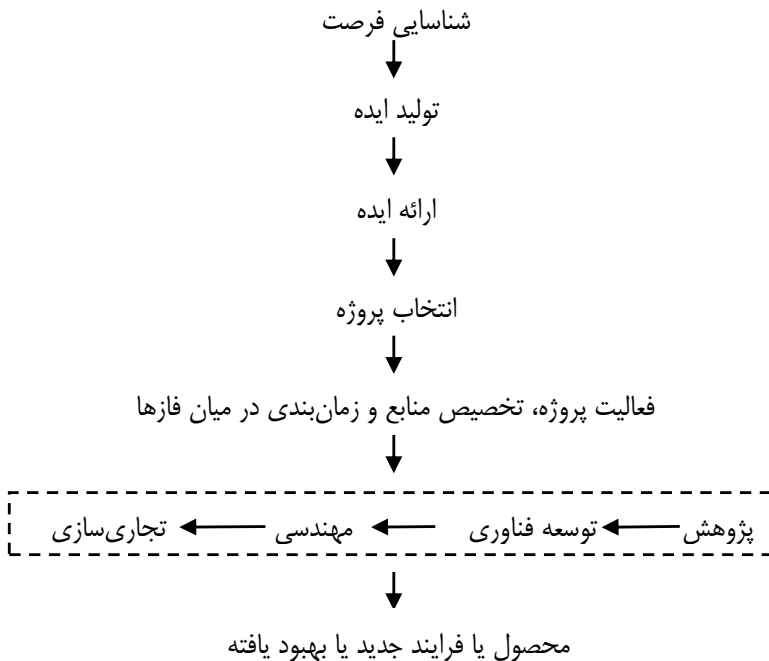 شناسایی فرصت
تولید ایده
ارائه ایده
انتخاب پروژه
فعالیت پروژه، تخصیص منابع و زمان‌بندی در میان فازها
پژوهش توسعه فناوری مهندسی تجاری‌سازی
محصول یا فرایند جدید یا بهبود یافته